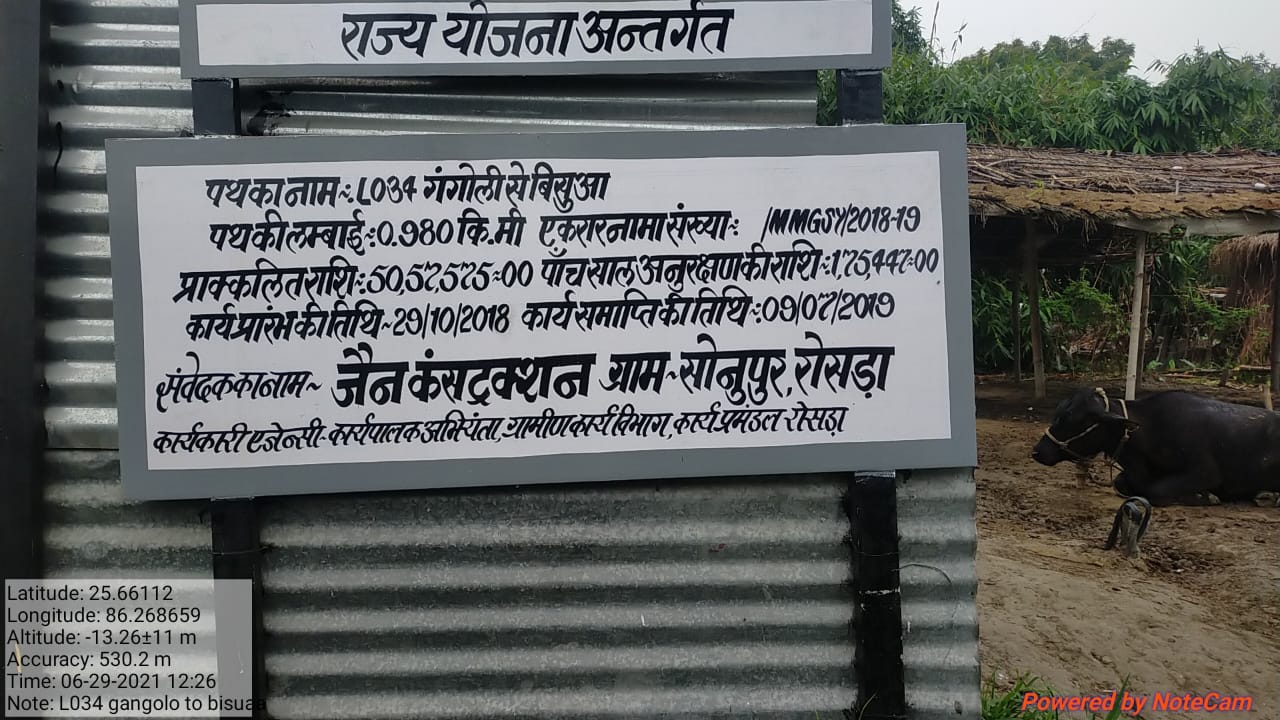 राज्य योजना अन्तर्गत
पथ का नाम~: L034 गंगोली से बिसुआ
पथ की लम्बाई~:0.980 कि.मी एकरारनामा संख्या~: /MMGSY/2018-19
प्राक्कलित राशि~:50,57,575=00 पाँच साल अनुरक्षण की राशि~:1,75,447=00
कार्य प्रारंभ की तिथि~29/10/2018 कार्य समाप्ति की तिथि~:09/07/2019
संवेदक का नाम~ जैन कंसट्रक्शन ग्राम~सोनुपुर, रोसड़ा
कार्यकारी एजेन्सी- कार्यपालक अभियंता, ग्रामीण कार्य विभाग, कार्य प्रमंडल रोसड़ा
Latitude: 25.66112
Longitude: 86.268659
Altitude: -13.26±11 m
Accuracy: 530.2 m
Time: 06-29-2021 12:26
Note: L034 gangolo to bisuaa
Powered by NoteCam